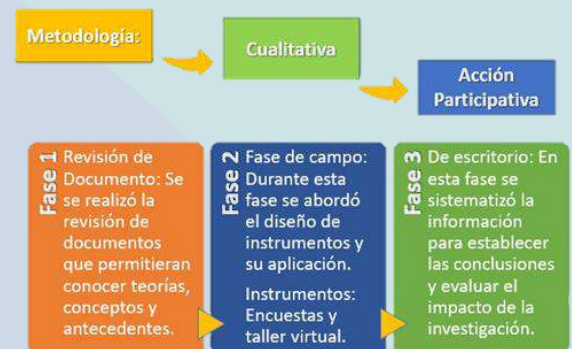 Metodología:
Cualitativa
Acción
Participativa
Fase 1
Revisión de
Documento: Se
se realizó la
revisión de
documentos
que permitieran
conocer teorías,
conceptos y
antecedentes.
Fase 2
Fase de campo:
Durante esta
fase se abordó
el diseño de
instrumentos y
su aplicación.
Instrumentos:
Encuestas y
taller virtual.
Fase 3
De escritorio: En
esta fase se
sistematizó la
información
para establecer
las conclusiones
y evaluar el
impacto de la
investigación.